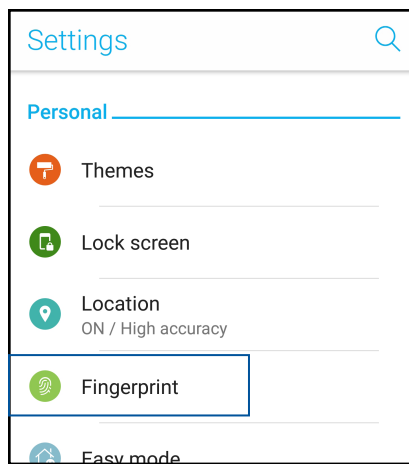 Settings
Personal
Themes
Lock screen
Location
ON / High accuracy
Fingerprint
Easy mode